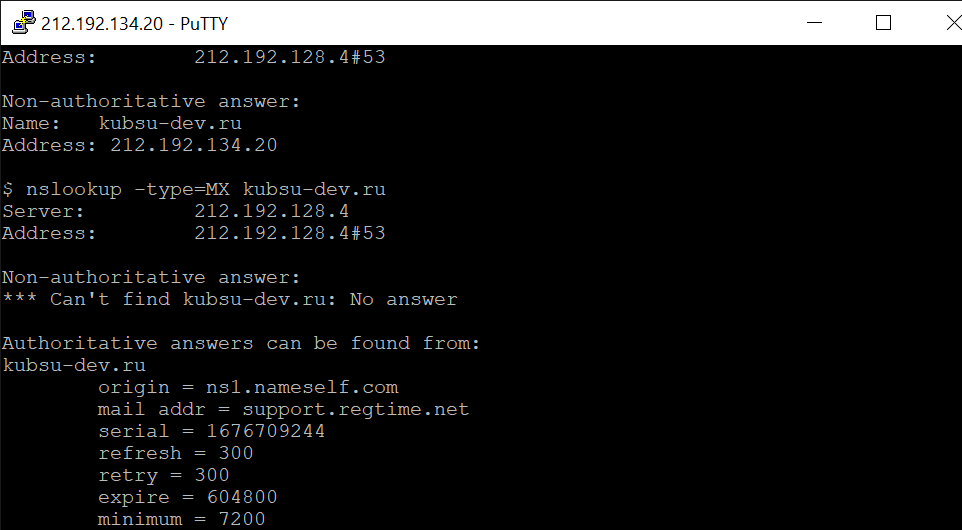 212.192.134.20 - PuTTY
Address:        212.192.128.4#53
Non-authoritative answer:
Name:   kubsu-dev.ru
Address: 212.192.134.20
$ nslookup -type=MX kubsu-dev.ru
Server:         212.192.128.4
Address:        212.192.128.4#53
Non-authoritative answer:
*** Can't find kubsu-dev.ru: No answer
Authoritative answers can be found from:
kubsu-dev.ru
        origin = ns1.nameself.com
        mail addr = support.regtime.net
        serial = 1676709244
        refresh = 300
        retry = 300
        expire = 604800
        minimum = 7200